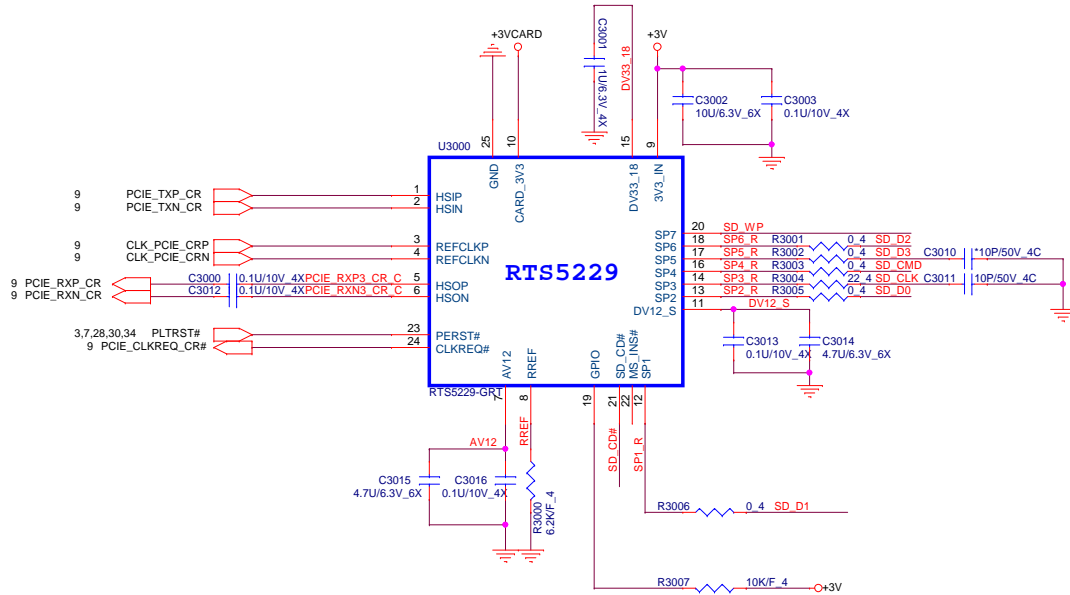 +3VCARD
+3V
C3001
1U/6.3V_4X
DV33_18
C3002
10U/6.3V_6X
C3003
0.1U/10V_4X
U3000
25
10
15
9
GND
CARD_3V3
DV33_18
3V3_IN
9 PCIE_TXP_CR 1 HSIP
9 PCIE_TXN_CR 2 HSIN
9 CLK_PCIE_CRP 3 REFCLKP
9 CLK_PCIE_CRN 4 REFCLKN
9 PCIE_RXP_CR C3000 0.1U/10V_4X PCIE_RXP3_CR_C 5 HSOP
9 PCIE_RXN_CR C3012 0.1U/10V_4X PCIE_RXN3_CR_C 6 HSON
3,7,28,30,34 PLTRST# 23 PERST#
9 PCIE_CLKREQ_CR# 24 CLKREQ#
RTS5229
SP7 20 SD_WP
SP6 18 SP6_R R3001 0_4 SD_D2
SP5 17 SP5_R R3002 0_4 SD_D3 C3010 *10P/50V_4C
SP4 16 SP4_R R3003 0_4 SD_CMD
SP3 14 SP3_R R3004 22_4 SD_CLK C3011 10P/50V_4C
SP2 13 SP2_R R3005 0_4 SD_D0
DV12_S 11 DV12_S
C3013
0.1U/10V_4X
C3014
4.7U/6.3V_6X
AV12
RREF
GPIO
SD_CD#
MS_INS#
SP1
RTS5229-GRT
7
8
19
21
22
12
AV12
RREF
SD_CD#
SP1_R
C3015
4.7U/6.3V_6X
C3016
0.1U/10V_4X
R3000
6.2K/F_4
R3006 0_4 SD_D1
R3007 10K/F_4 +3V